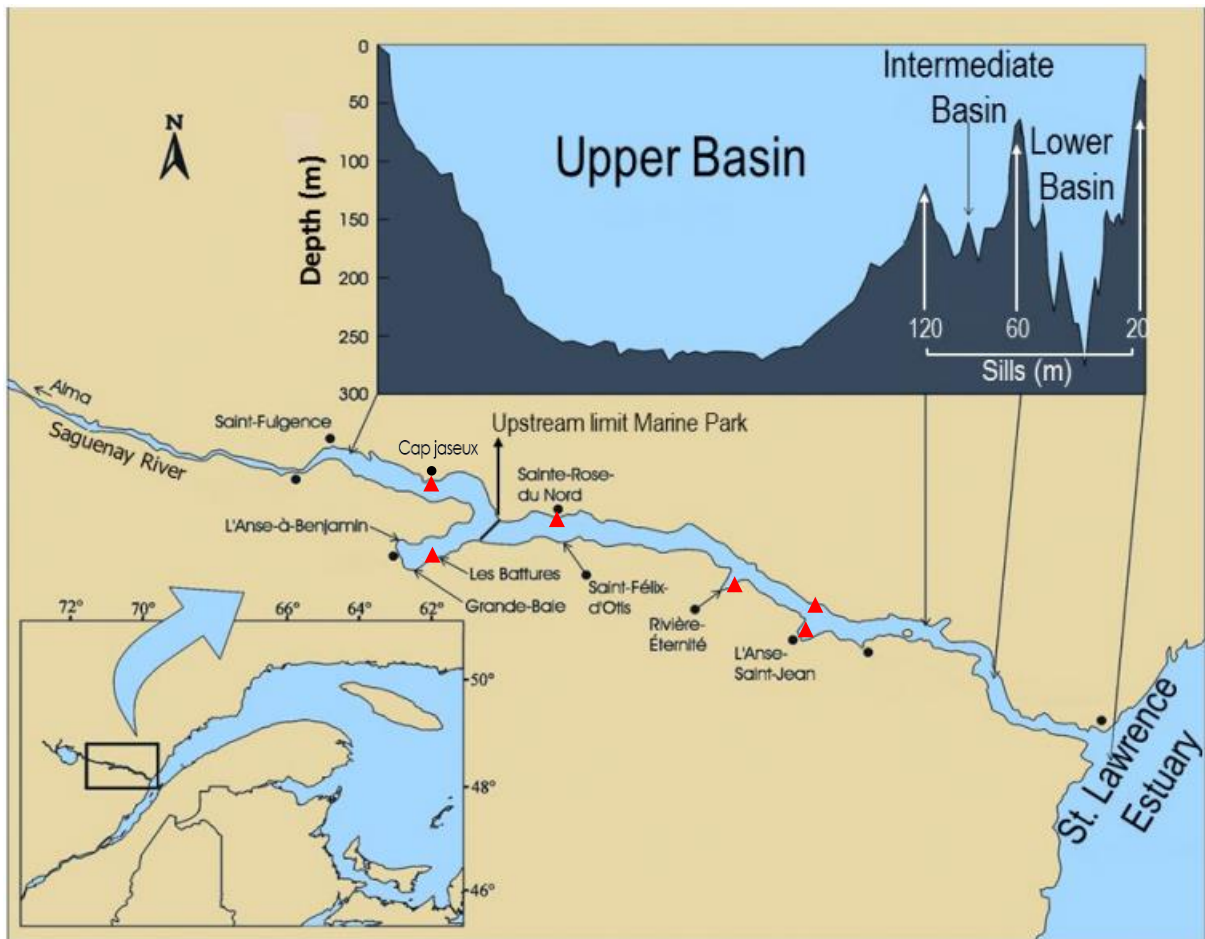 0
50
100
150
200
250
300
Depth (m)
Upper Basin
Intermediate
Basin
Lower
Basin
120
60
20
Sills (m)
N
Alma
Saguenay River
Saint-Fulgence
Cap jaseux
Upstream limit Marine Park
Sainte-Rose-
du Nord
L'Anse-à-Benjamin
Les Battures
Grande-Baie
Saint-Félix-
d'Otis
Rivière-
Éternité
L'Anse-
Saint-Jean
St. Lawrence
Estuary
72°
70°
66°
64°
62°
50°
48°
46°